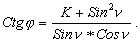 Ctgφ = (K + Sin²ν) / (Sinν * Cosν) .